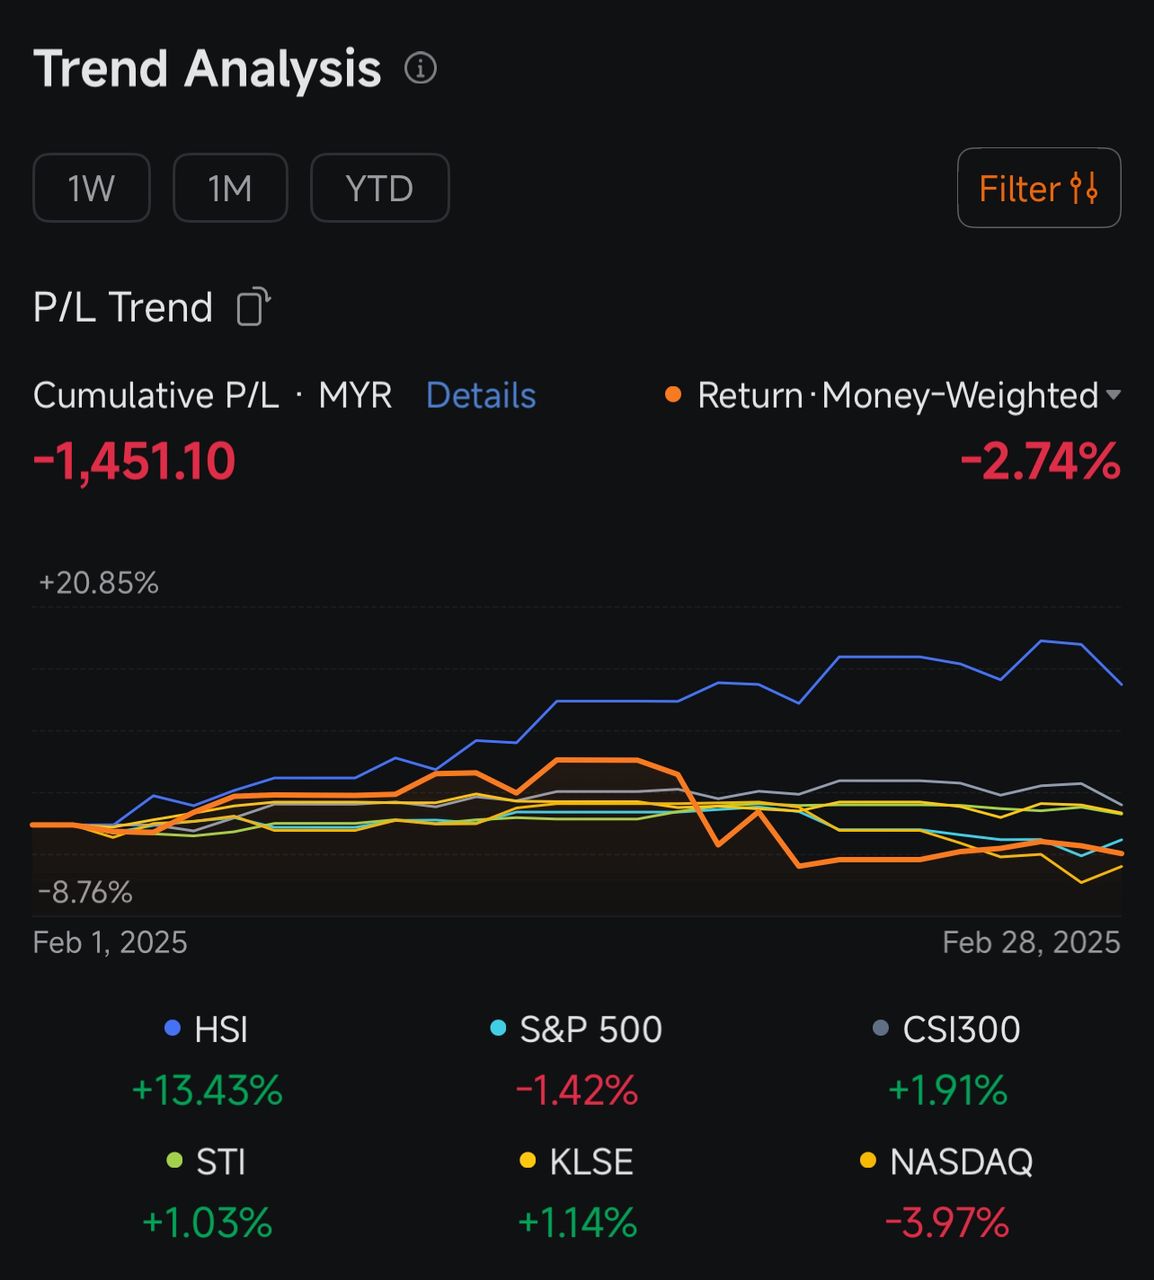 Trend Analysis
1W 1M YTD Filter
P/L Trend
Cumulative P/L · MYR Details Return·Money-Weighted
-1,451.10 -2.74%
+20.85%
-8.76%
Feb 1, 2025 Feb 28, 2025
HSI S&P 500 CSI300
+13.43% -1.42% +1.91%
STI KLSE NASDAQ
+1.03% +1.14% -3.97%